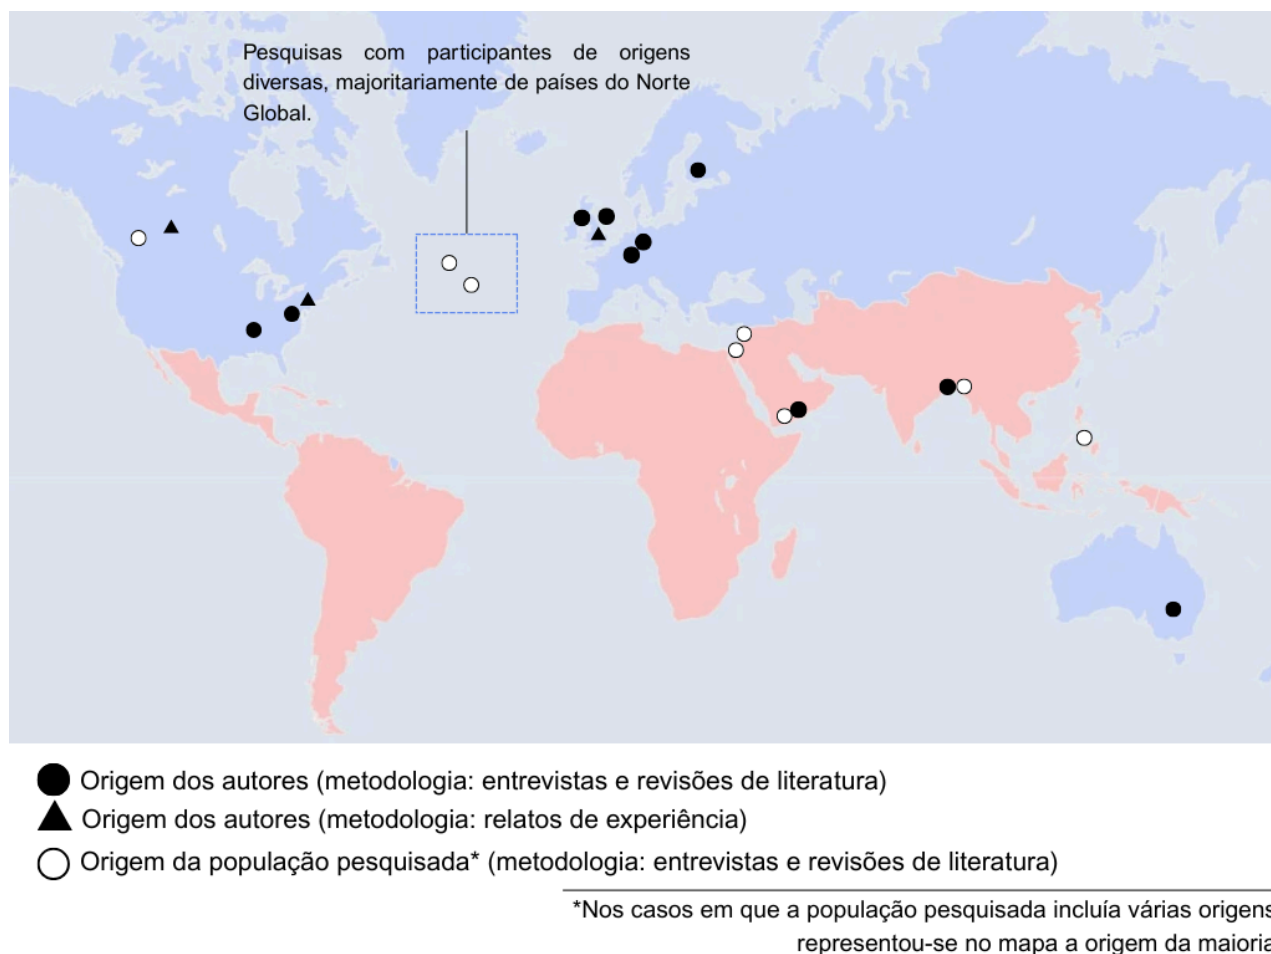 Pesquisas com participantes de origens
diversas, majoritariamente de países do Norte
Global.
Origem dos autores (metodologia: entrevistas e revisões de literatura)
Origem dos autores (metodologia: relatos de experiência)
Origem da população pesquisada* (metodologia: entrevistas e revisões de literatura)
*Nos casos em que a população pesquisada incluía várias origens
representou-se no mapa a origem da maioria